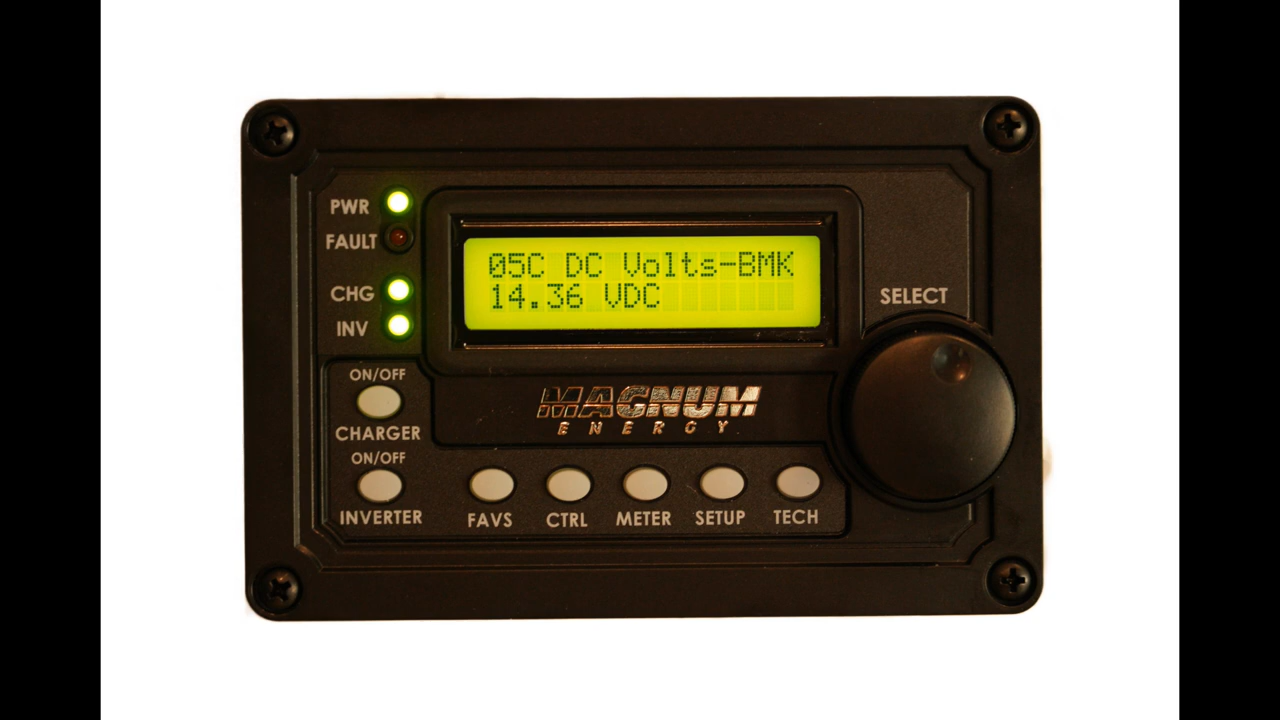 PWR
FAULT
CHG
INV
05C DC Volts-BMK
14.36 VDC
SELECT
ON/OFF
CHARGER
ON/OFF
INVERTER
MAGNUM
ENERGY
FAVS
CTRL
METER
SETUP
TECH